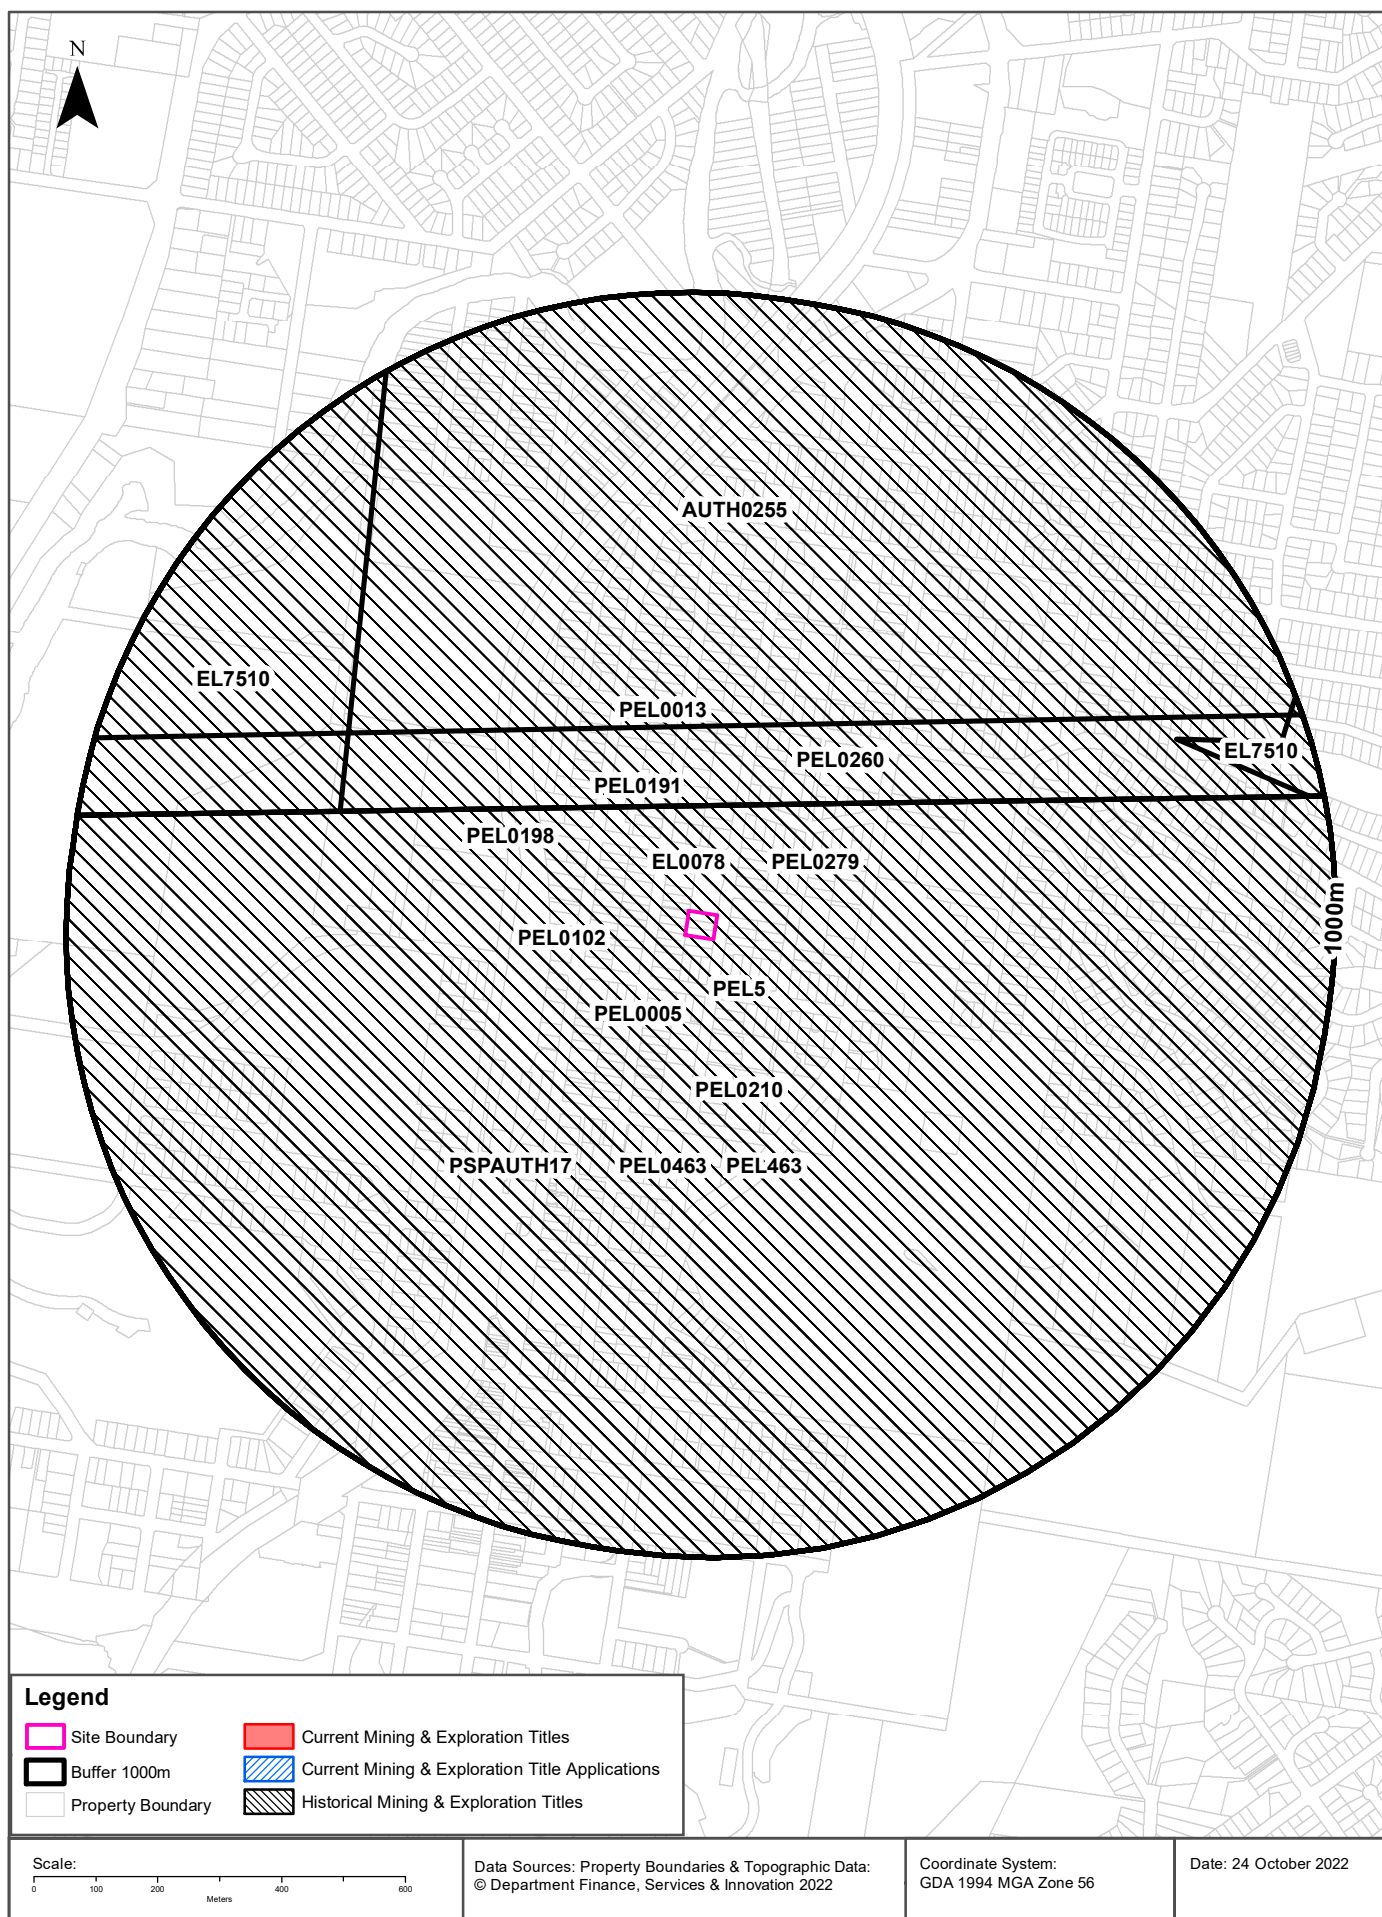 N
AUTH0255
EL7510
PEL0013
EL7510
PEL0260
PEL0191
PEL0198
EL0078
PEL0279
1000m
PEL0102
PEL5
PEL0005
PEL0210
PSPAUTH17
PEL0463
PEL463
Legend
Site Boundary
Buffer 1000m
Property Boundary
Current Mining & Exploration Titles
Current Mining & Exploration Title Applications
Historical Mining & Exploration Titles
Scale:
0 100 200 400 600
Meters
Data Sources: Property Boundaries & Topographic Data:
© Department Finance, Services & Innovation 2022
Coordinate System:
GDA 1994 MGA Zone 56
Date: 24 October 2022